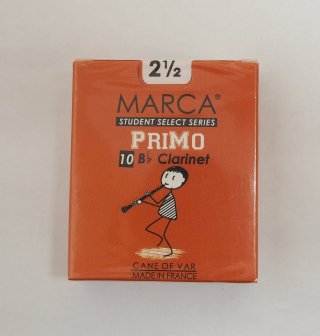 2½
MARCA®
STUDENT SELECT SERIES
PRIMO
10 B♭ Clarinet
CANE OF VAR
MADE IN FRANCE